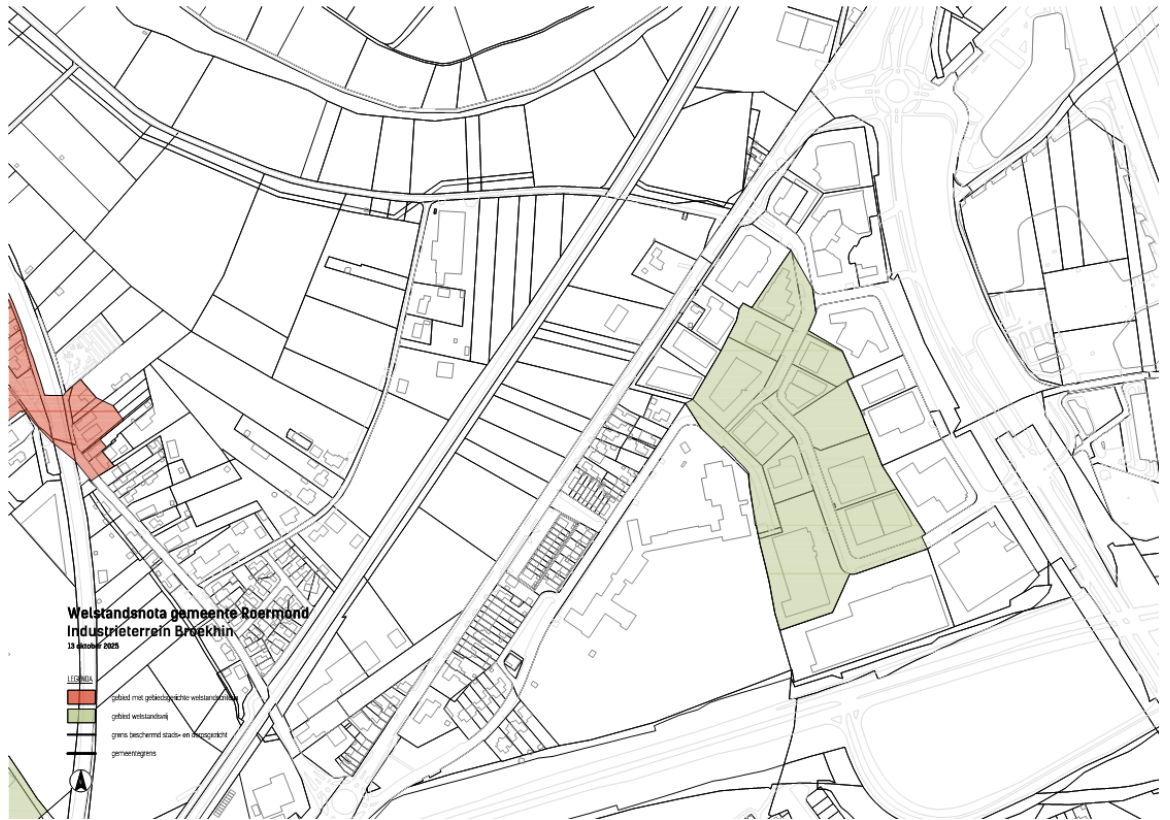 Welstandsnota gemeente Roermond
Industrieterrein Broekhin
13 oktober 2025
LEGENDA
gebied met gebiedsgerichte welstandscriteria
gebied welstandsvrij
grens beschermd stads- en dorpsgezicht
gemeentegrens